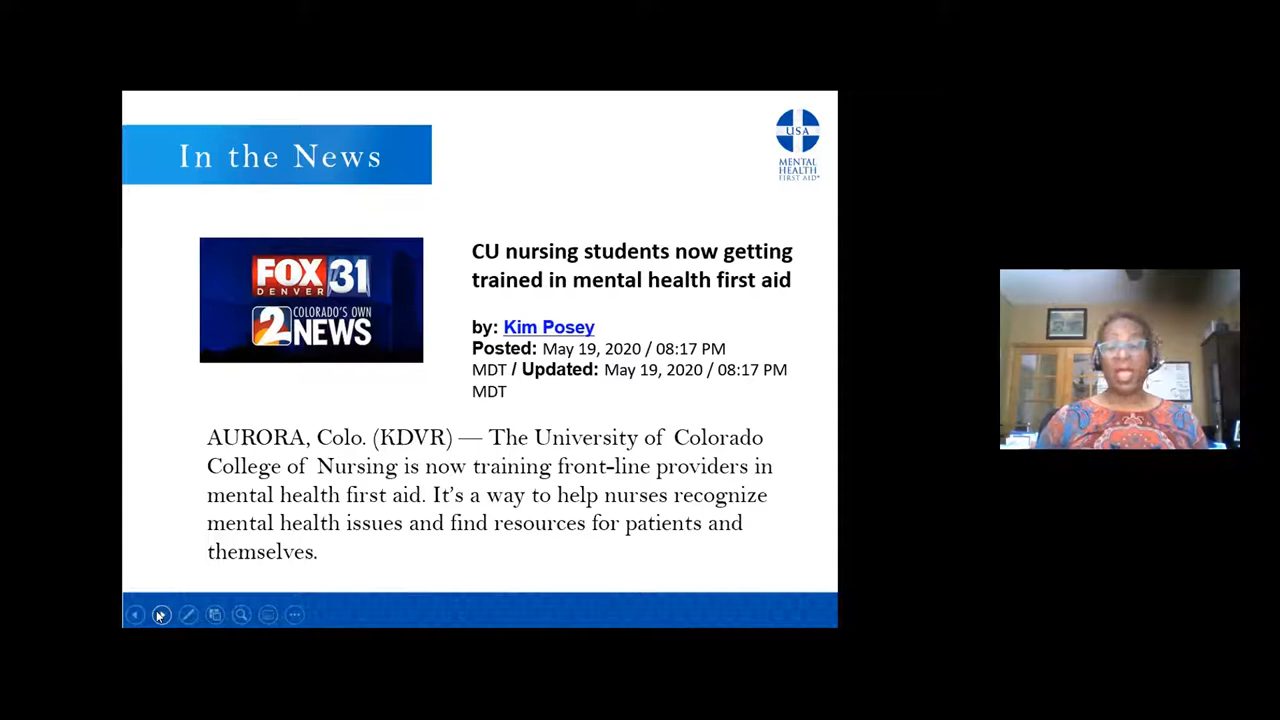 In the News
USA
MENTAL
HEALTH
FIRST AID®
FOX 31
DENVER
2 COLORADO'S OWN
NEWS
CU nursing students now getting
trained in mental health first aid
by: Kim Posey
Posted: May 19, 2020 / 08:17 PM
MDT / Updated: May 19, 2020 / 08:17 PM
MDT
AURORA, Colo. (KDVR) — The University of Colorado
College of Nursing is now training front-line providers in
mental health first aid. It's a way to help nurses recognize
mental health issues and find resources for patients and
themselves.